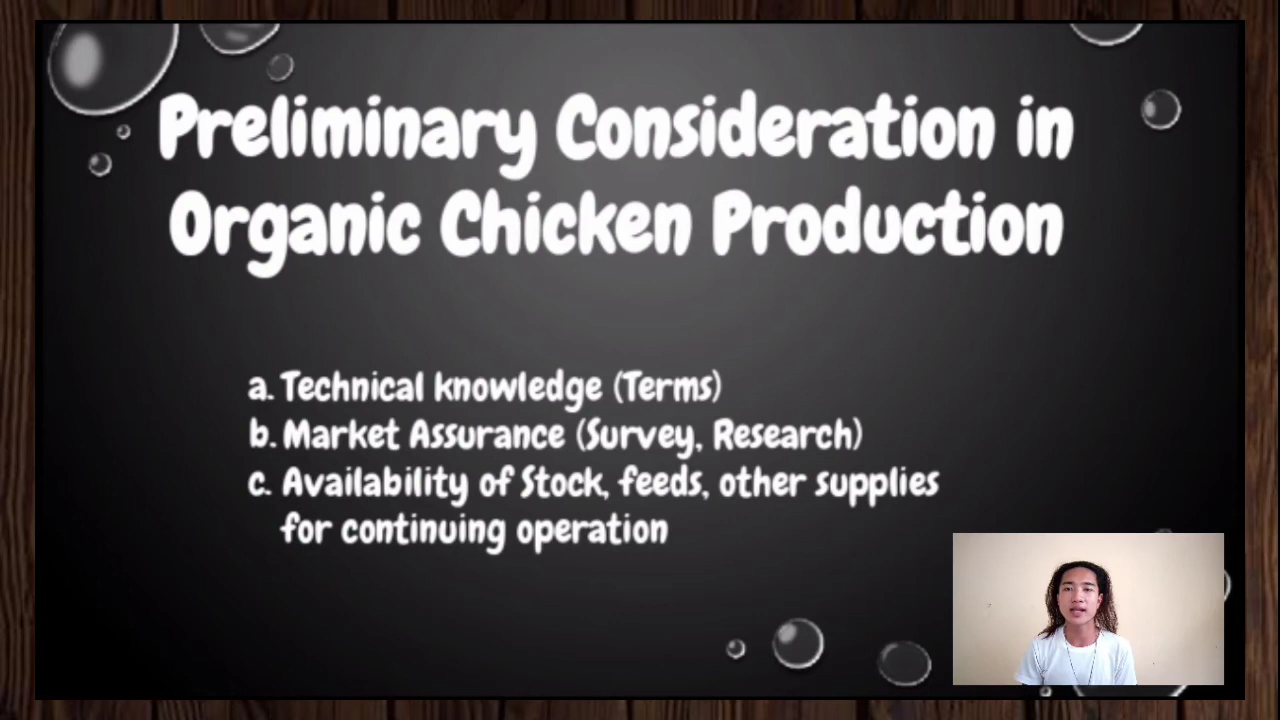 Preliminary Consideration in
Organic Chicken Production
a. Technical knowledge (Terms)
b. Market Assurance (Survey, Research)
c. Availability of Stock, feeds, other supplies
for continuing operation